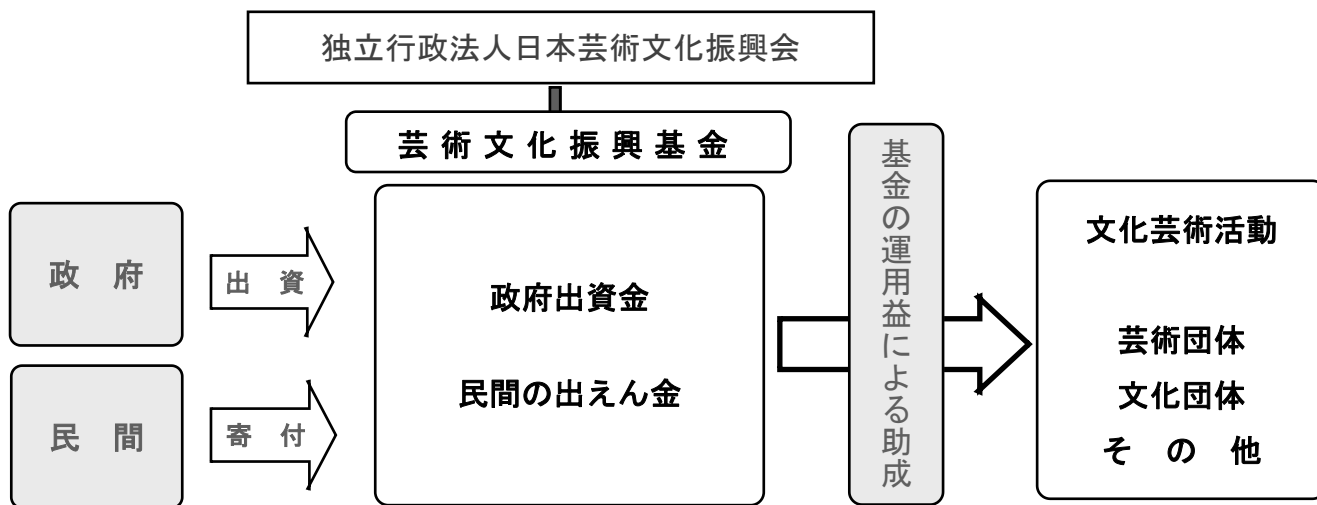 独立行政法人日本芸術文化振興会
芸術文化振興基金
政　府
出　資
民　間
寄　付
政府出資金
民間の出えん金
基金の運用益による助成
文化芸術活動
芸術団体
文化団体
そ　の　他